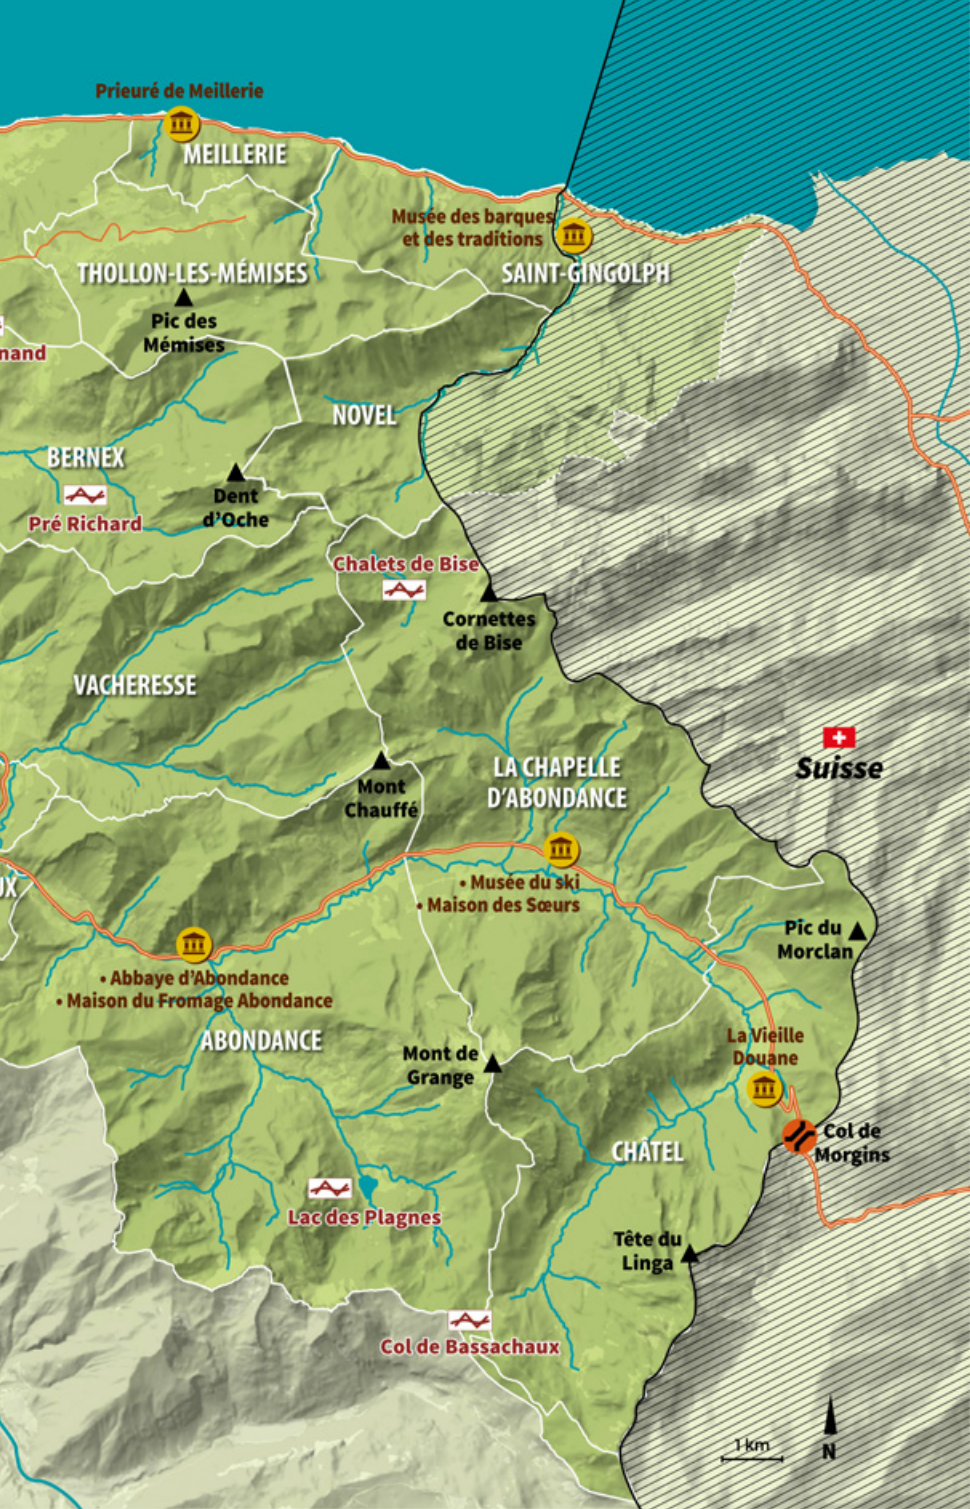 Prieuré de Meillerie
MEILLERIE
Musée des barques
et des traditions
THOLLON-LES-MÉMISES
SAINT-GINGOLPH
Pic des
Mémises
nand
NOVEL
BERNEX
Dent
d'Oche
Pré Richard
Chalets de Bise
Cornettes
de Bise
VACHERESSE
Suisse
LA CHAPELLE
D'ABONDANCE
Mont
Chauffé
UX
• Musée du ski
• Maison des Sœurs
Pic du
Morclan
• Abbaye d'Abondance
• Maison du Fromage Abondance
ABONDANCE
La Vieille
Douane
Mont de
Grange
Col de
Morgins
CHÂTEL
Lac des Plagnes
Tête du
Linga
Col de Bassachaux
1 km
N